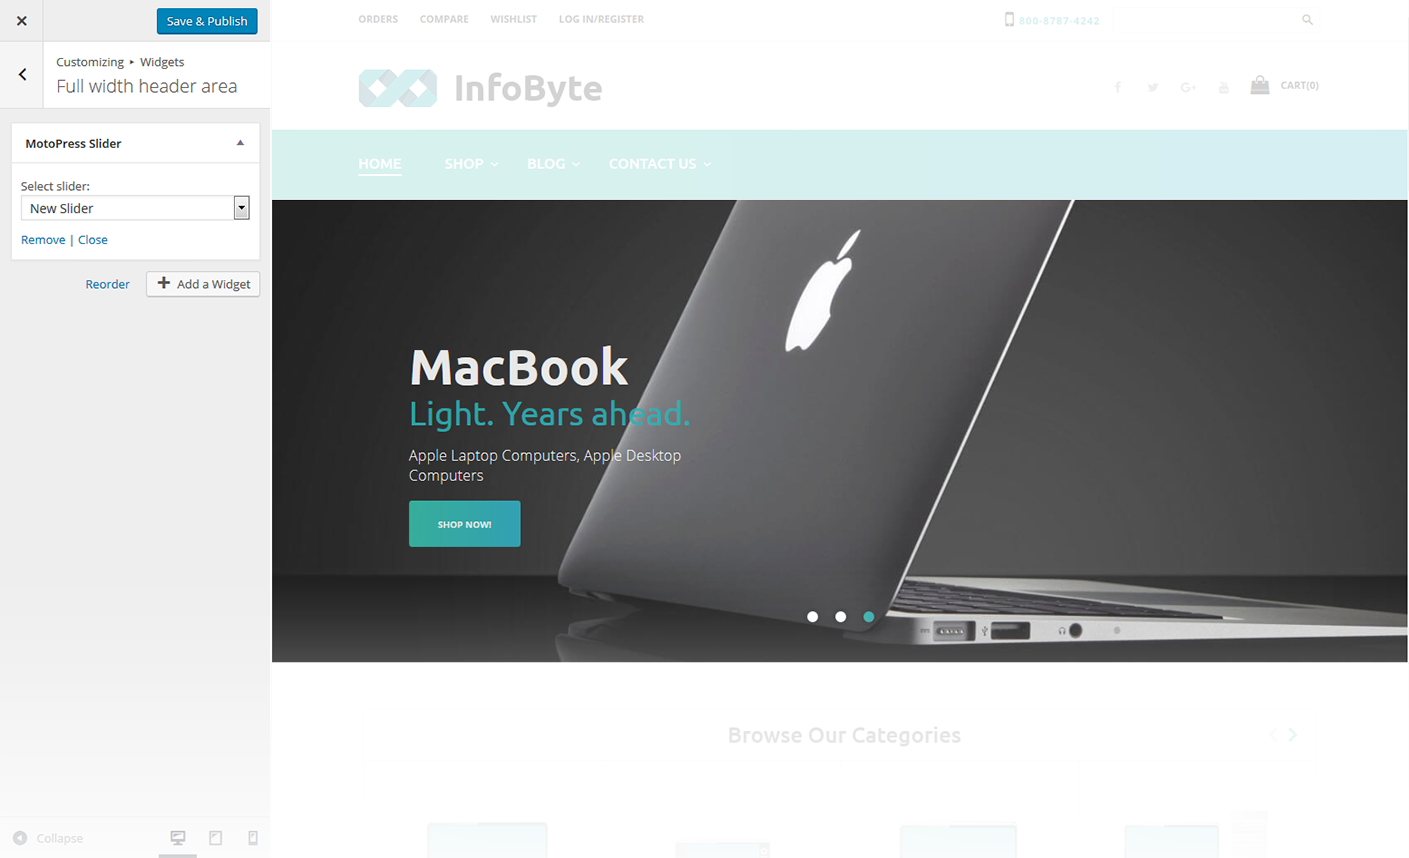 Save & Publish
Customizing ▸ Widgets
Full width header area
MotoPress Slider
Select slider:
New Slider
Remove | Close
Reorder
Add a Widget
Collapse
ORDERS COMPARE WISHLIST LOG IN/REGISTER
800-8787-4242
InfoByte
CART(0)
HOME SHOP BLOG CONTACT US
MacBook
Light. Years ahead.
Apple Laptop Computers, Apple Desktop
Computers
SHOP NOW!
Browse Our Categories